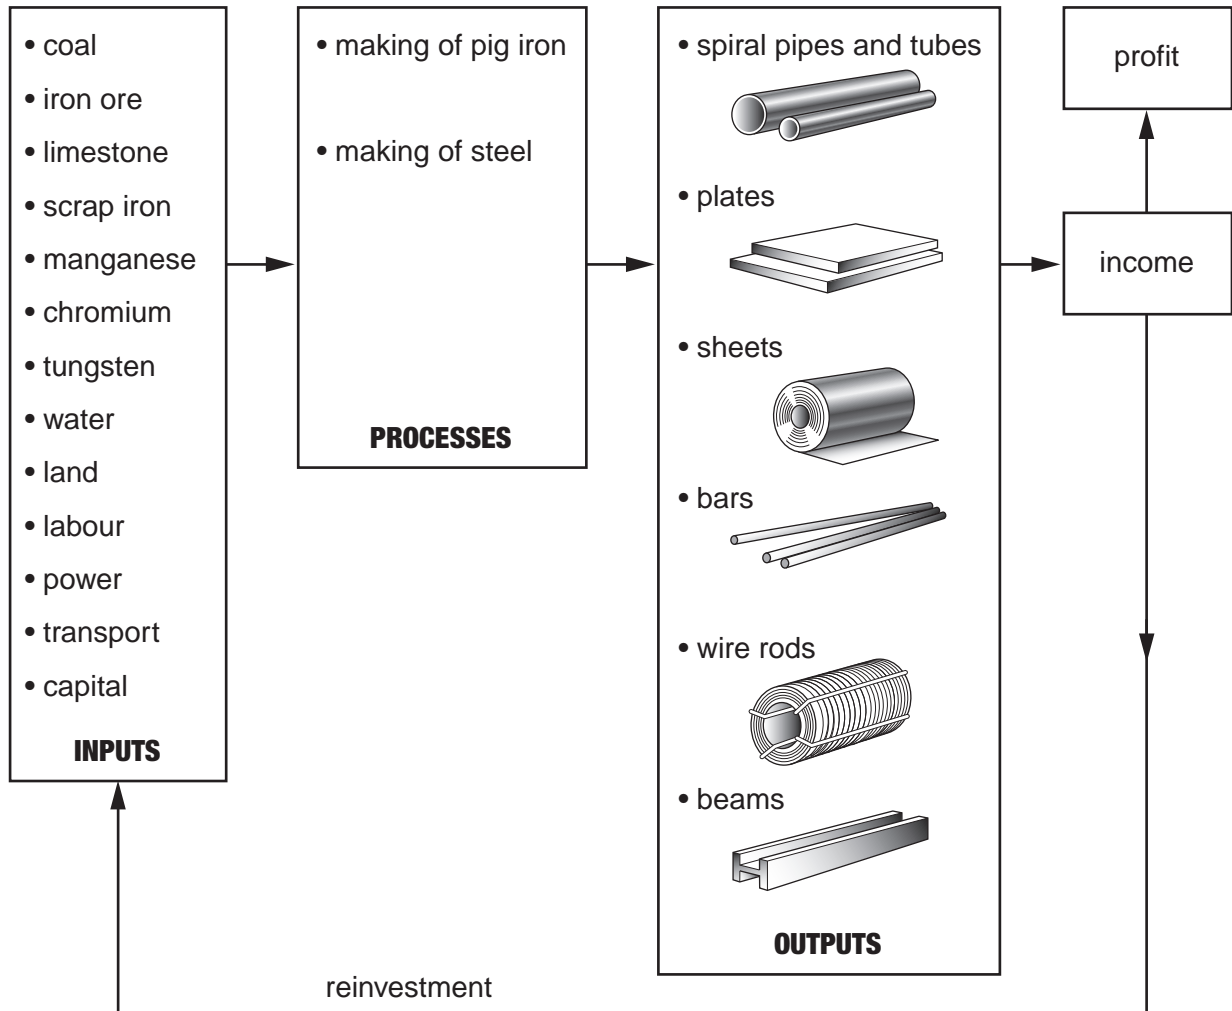 • coal
• iron ore
• limestone
• scrap iron
• manganese
• chromium
• tungsten
• water
• land
• labour
• power
• transport
• capital
INPUTS
• making of pig iron
• making of steel
PROCESSES
• spiral pipes and tubes
• plates
• sheets
• bars
• wire rods
• beams
OUTPUTS
profit
income
reinvestment